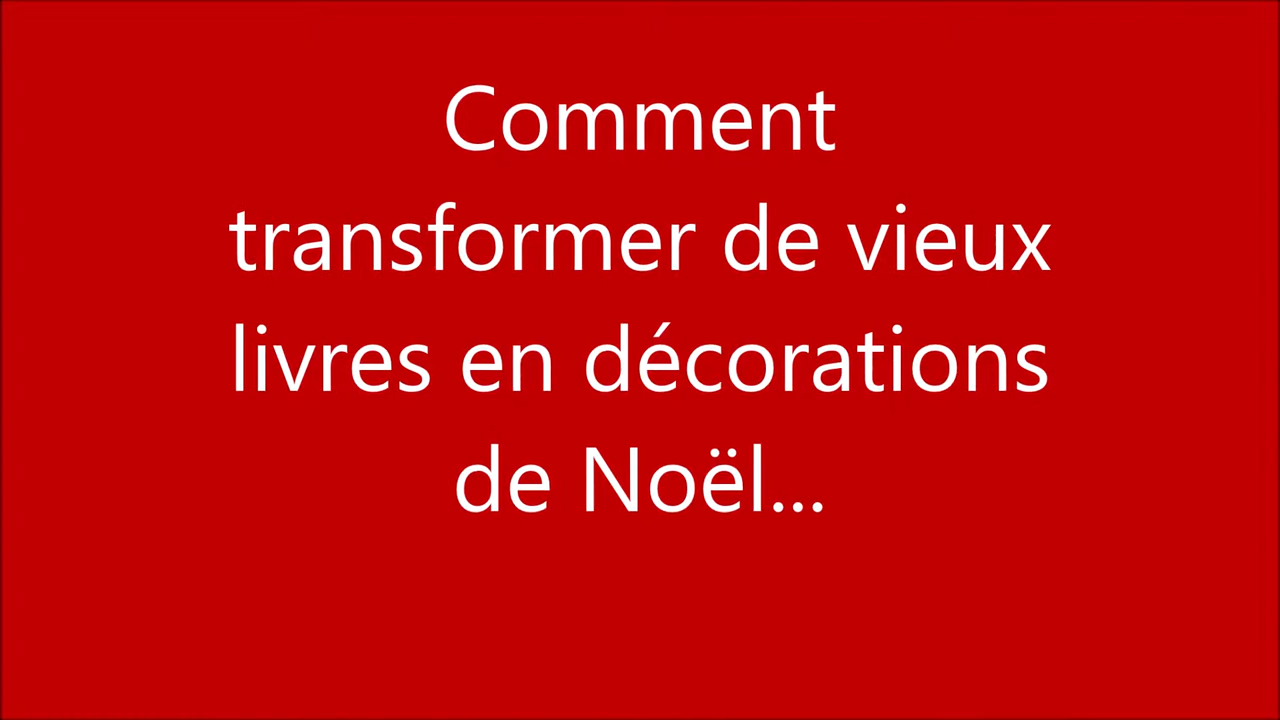 Comment
transformer de vieux
livres en décorations
de Noël...